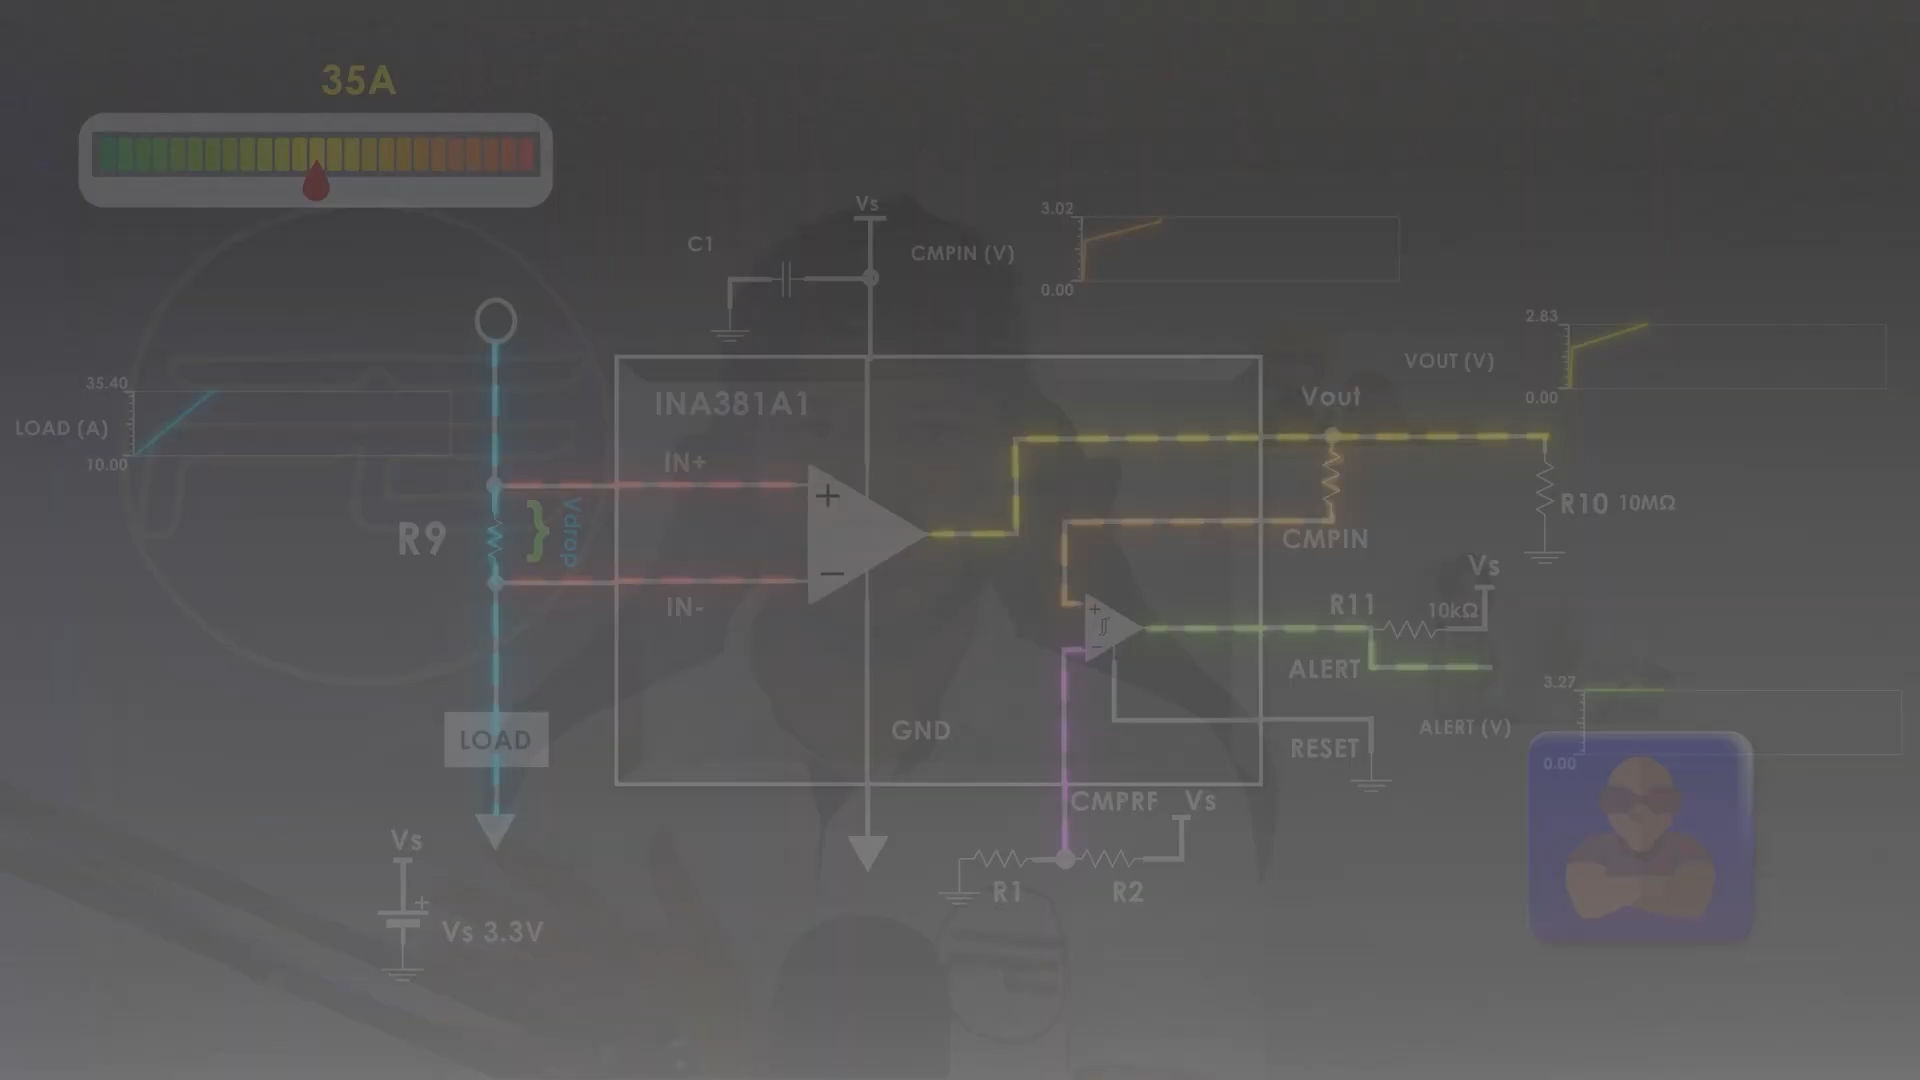 35A
Vs
C1
CMPIN (V)
3.02
0.00
2.83
VOUT (V)
0.00
35.40
LOAD (A)
10.00
INA381A1
Vout
IN+
+
R9
}
Vdrop
−
IN-
CMPIN
R10 10MΩ
Vs
R11
10kΩ
+
−
ALERT
3.27
ALERT (V)
0.00
LOAD
GND
RESET
CMPRF Vs
R1
R2
Vs
+
Vs 3.3V